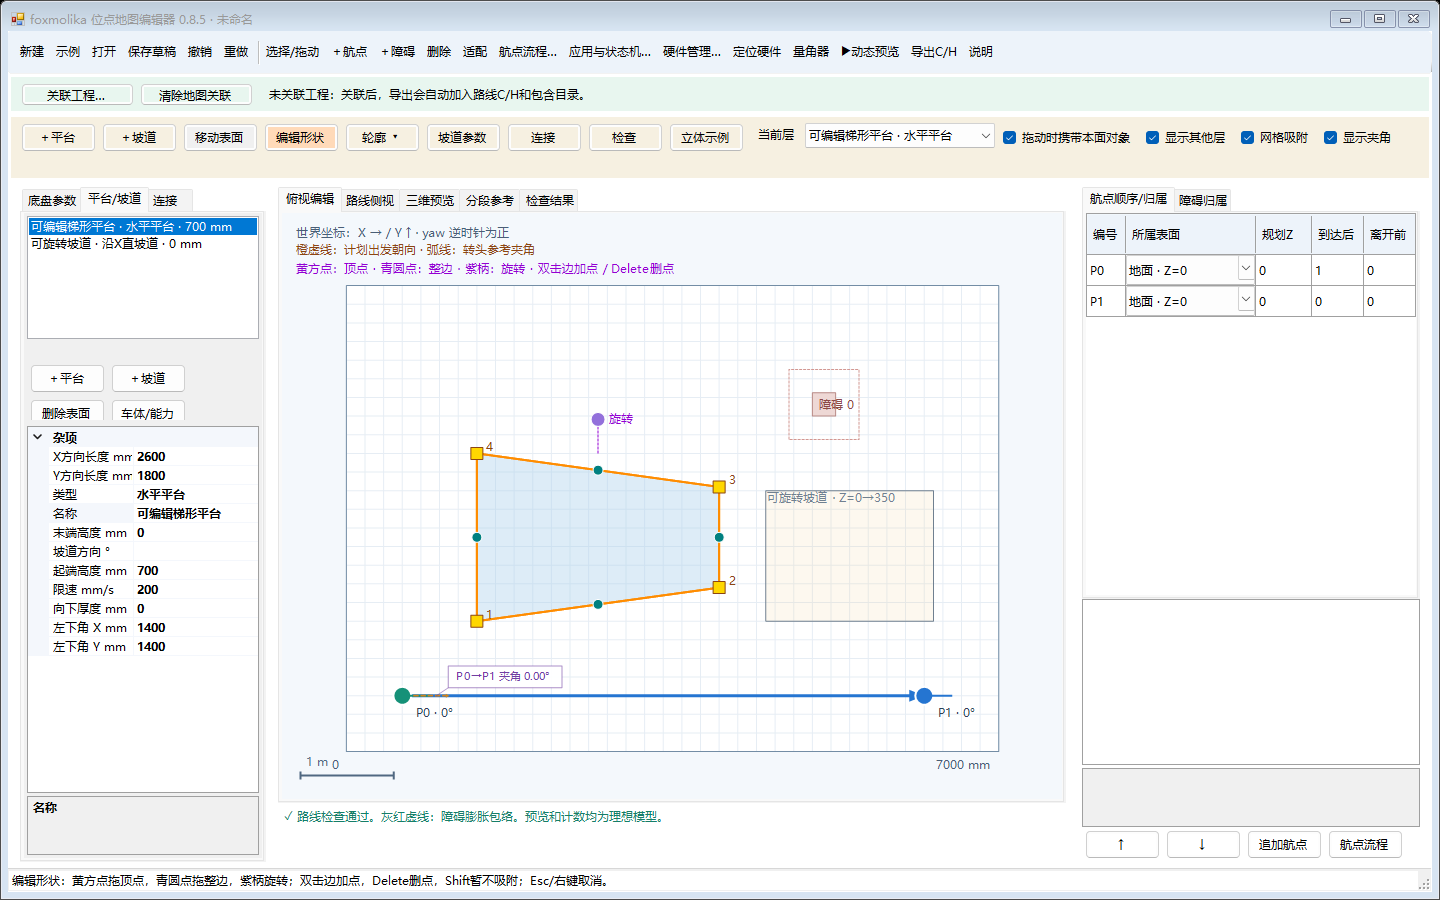 foxmolika 位点地图编辑器 0.8.5 · 未命名
新建 示例 打开 保存草稿 撤销 重做 选择/拖动 +航点 +障碍 删除 适配 航点流程... 应用与状态机... 硬件管理... 定位硬件 量角器 ▶动态预览 导出C/H 说明
关联工程... 清除地图关联 未关联工程：关联后，导出会自动加入路线C/H和包含目录。
+平台 +坡道 移动表面 编辑形状 轮廓 坡道参数 连接 检查 立体示例 当前层 可编辑梯形平台 · 水平平台 拖动时携带本面对象 显示其他层 网格吸附 显示夹角
底盘参数 平台/坡道 连接
可编辑梯形平台 · 水平平台 · 700 mm
可旋转坡道 · 沿X直坡道 · 0 mm
+平台 +坡道
删除表面 车体/能力
杂项
X方向长度 mm 2600
Y方向长度 mm 1800
类型 水平平台
名称 可编辑梯形平台
末端高度 mm 0
坡道方向 °
起端高度 mm 700
限速 mm/s 200
向下厚度 mm 0
左下角 X mm 1400
左下角 Y mm 1400
名称
俯视编辑 路线侧视 三维预览 分段参考 检查结果
世界坐标：X → / Y ↑ · yaw 逆时针为正
橙虚线：计划出发朝向 · 弧线：转头参考夹角
黄方点：顶点 · 青圆点：整边 · 紫柄：旋转 · 双击边加点 / Delete删点
障碍 0
旋转
4
3
可旋转坡道 · Z=0→350
2
1
P0→P1 夹角 0.00°
P0 · 0°
P1 · 0°
1 m 0
7000 mm
✓ 路线检查通过。灰红虚线：障碍膨胀包络。预览和计数均为理想模型。
航点顺序/归属 障碍归属
编号 所属表面 规划Z 到达后 离开前
P0 地面 · Z=0 0 1 0
P1 地面 · Z=0 0 0 0
↑ ↓ 追加航点 航点流程
编辑形状：黄方点拖顶点，青圆点拖整边，紫柄旋转；双击边加点，Delete删点，Shift暂不吸附；Esc/右键取消。